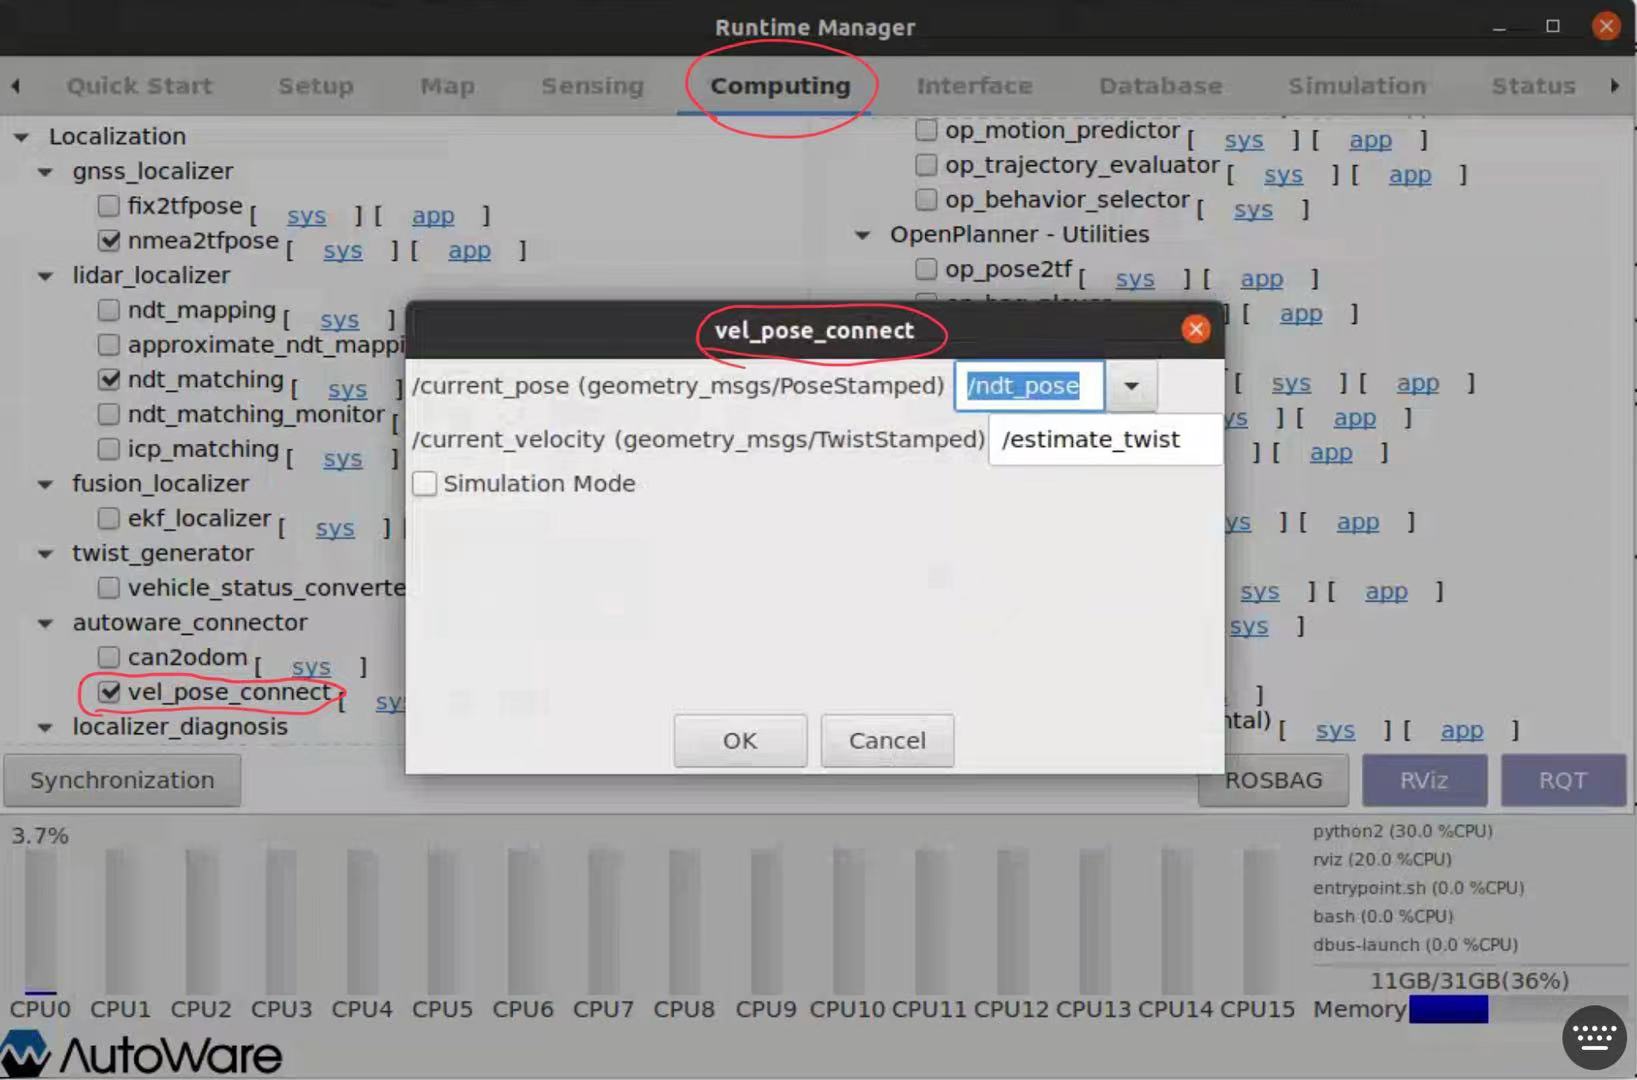 Runtime Manager
Quick Start Setup Map Sensing Computing Interface Database Simulation Status
Localization
gnss_localizer
fix2tfpose [ sys ] [ app ]
nmea2tfpose [ sys ] [ app ]
lidar_localizer
ndt_mapping [ sys ]
approximate_ndt_mappi
ndt_matching [ sys ]
ndt_matching_monitor [
icp_matching [ sys ]
fusion_localizer
ekf_localizer [ sys ] [
twist_generator
vehicle_status_converte
autoware_connector
can2odom [ sys ]
vel_pose_connect [ sys
localizer_diagnosis
op_motion_predictor [ sys ] [ app ]
op_trajectory_evaluator [ sys ] [ app ]
op_behavior_selector [ sys ]
OpenPlanner - Utilities
op_pose2tf [ sys ] [ app ]
] [ app ]
[ sys ] [ app ]
ys ] [ app ]
] [ app ]
ys ] [ app ]
sys ] [ app ]
sys ]
]
ntal) [ sys ] [ app ]
vel_pose_connect
/current_pose (geometry_msgs/PoseStamped) /ndt_pose
/current_velocity (geometry_msgs/TwistStamped) /estimate_twist
Simulation Mode
OK Cancel
Synchronization ROSBAG RViz RQT
3.7%
CPU0 CPU1 CPU2 CPU3 CPU4 CPU5 CPU6 CPU7 CPU8 CPU9 CPU10 CPU11 CPU12 CPU13 CPU14 CPU15
python2 (30.0 %CPU)
rviz (20.0 %CPU)
entrypoint.sh (0.0 %CPU)
bash (0.0 %CPU)
dbus-launch (0.0 %CPU)
11GB/31GB(36%)
Memory
AutoWare